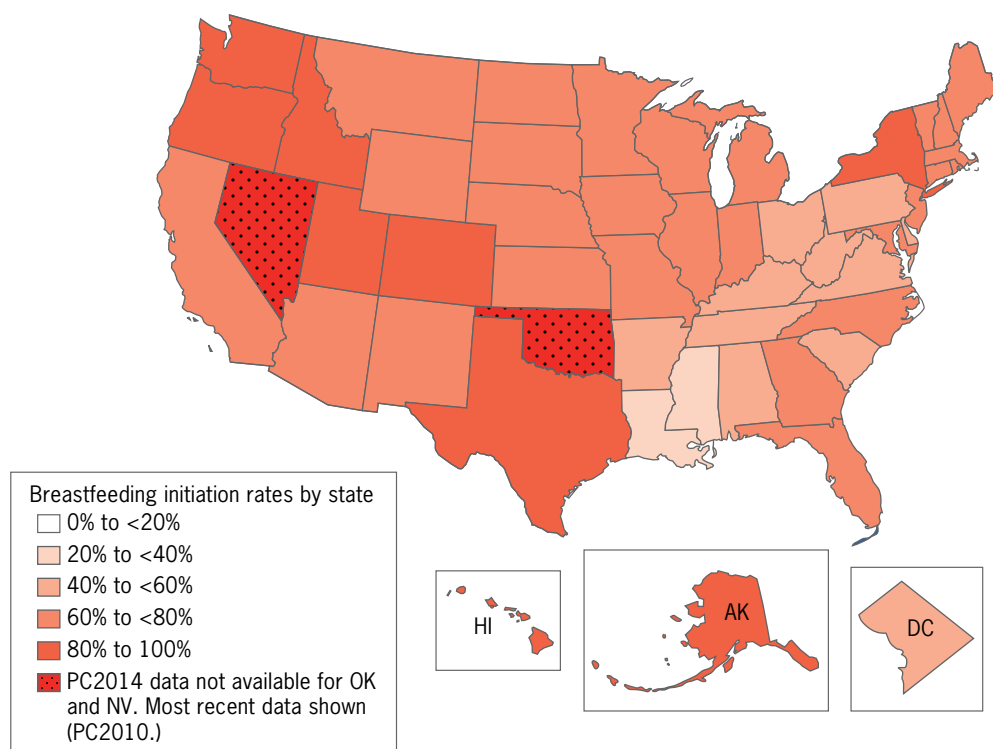 Breastfeeding initiation rates by state
0% to <20%
20% to <40%
40% to <60%
60% to <80%
80% to 100%
PC2014 data not available for OK
and NV. Most recent data shown
(PC2010.)
HI
AK
DC